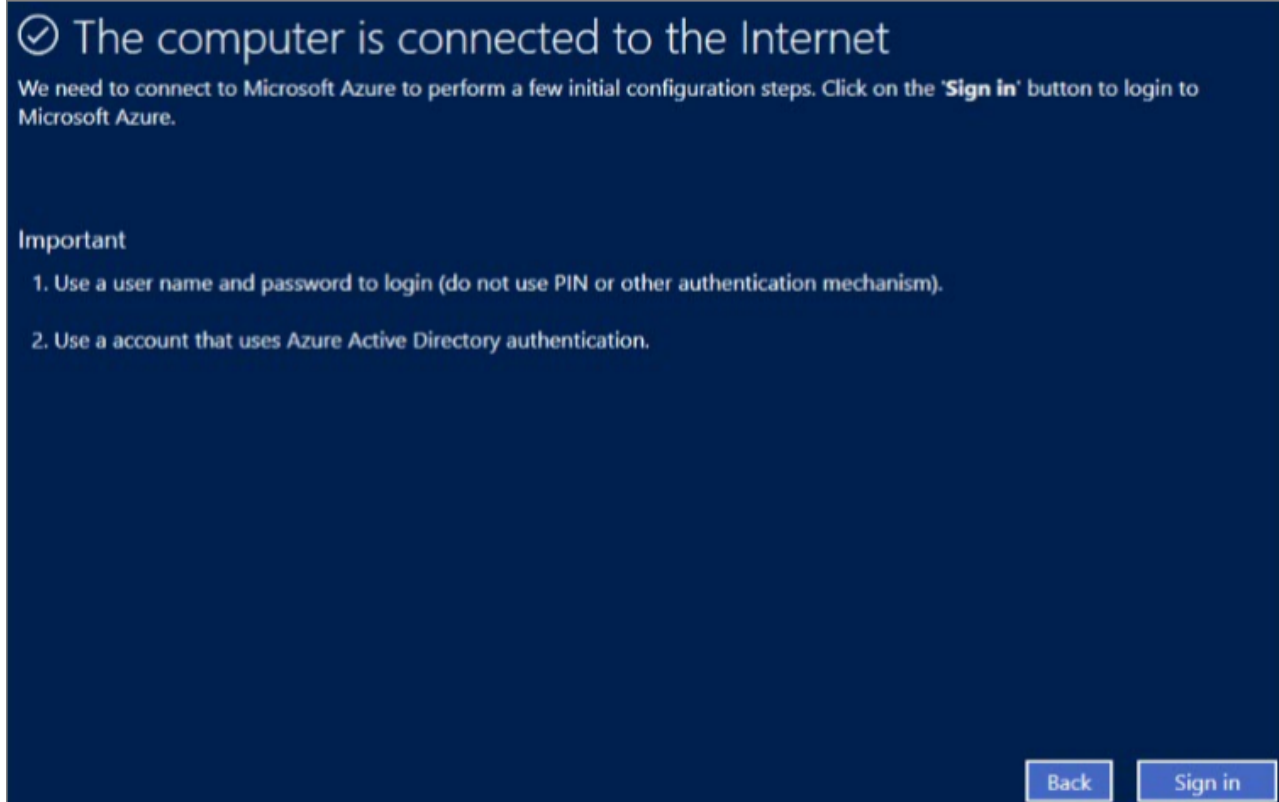 The computer is connected to the Internet
We need to connect to Microsoft Azure to perform a few initial configuration steps. Click on the 'Sign in' button to login to
Microsoft Azure.
Important
1. Use a user name and password to login (do not use PIN or other authentication mechanism).
2. Use a account that uses Azure Active Directory authentication.
Back Sign in